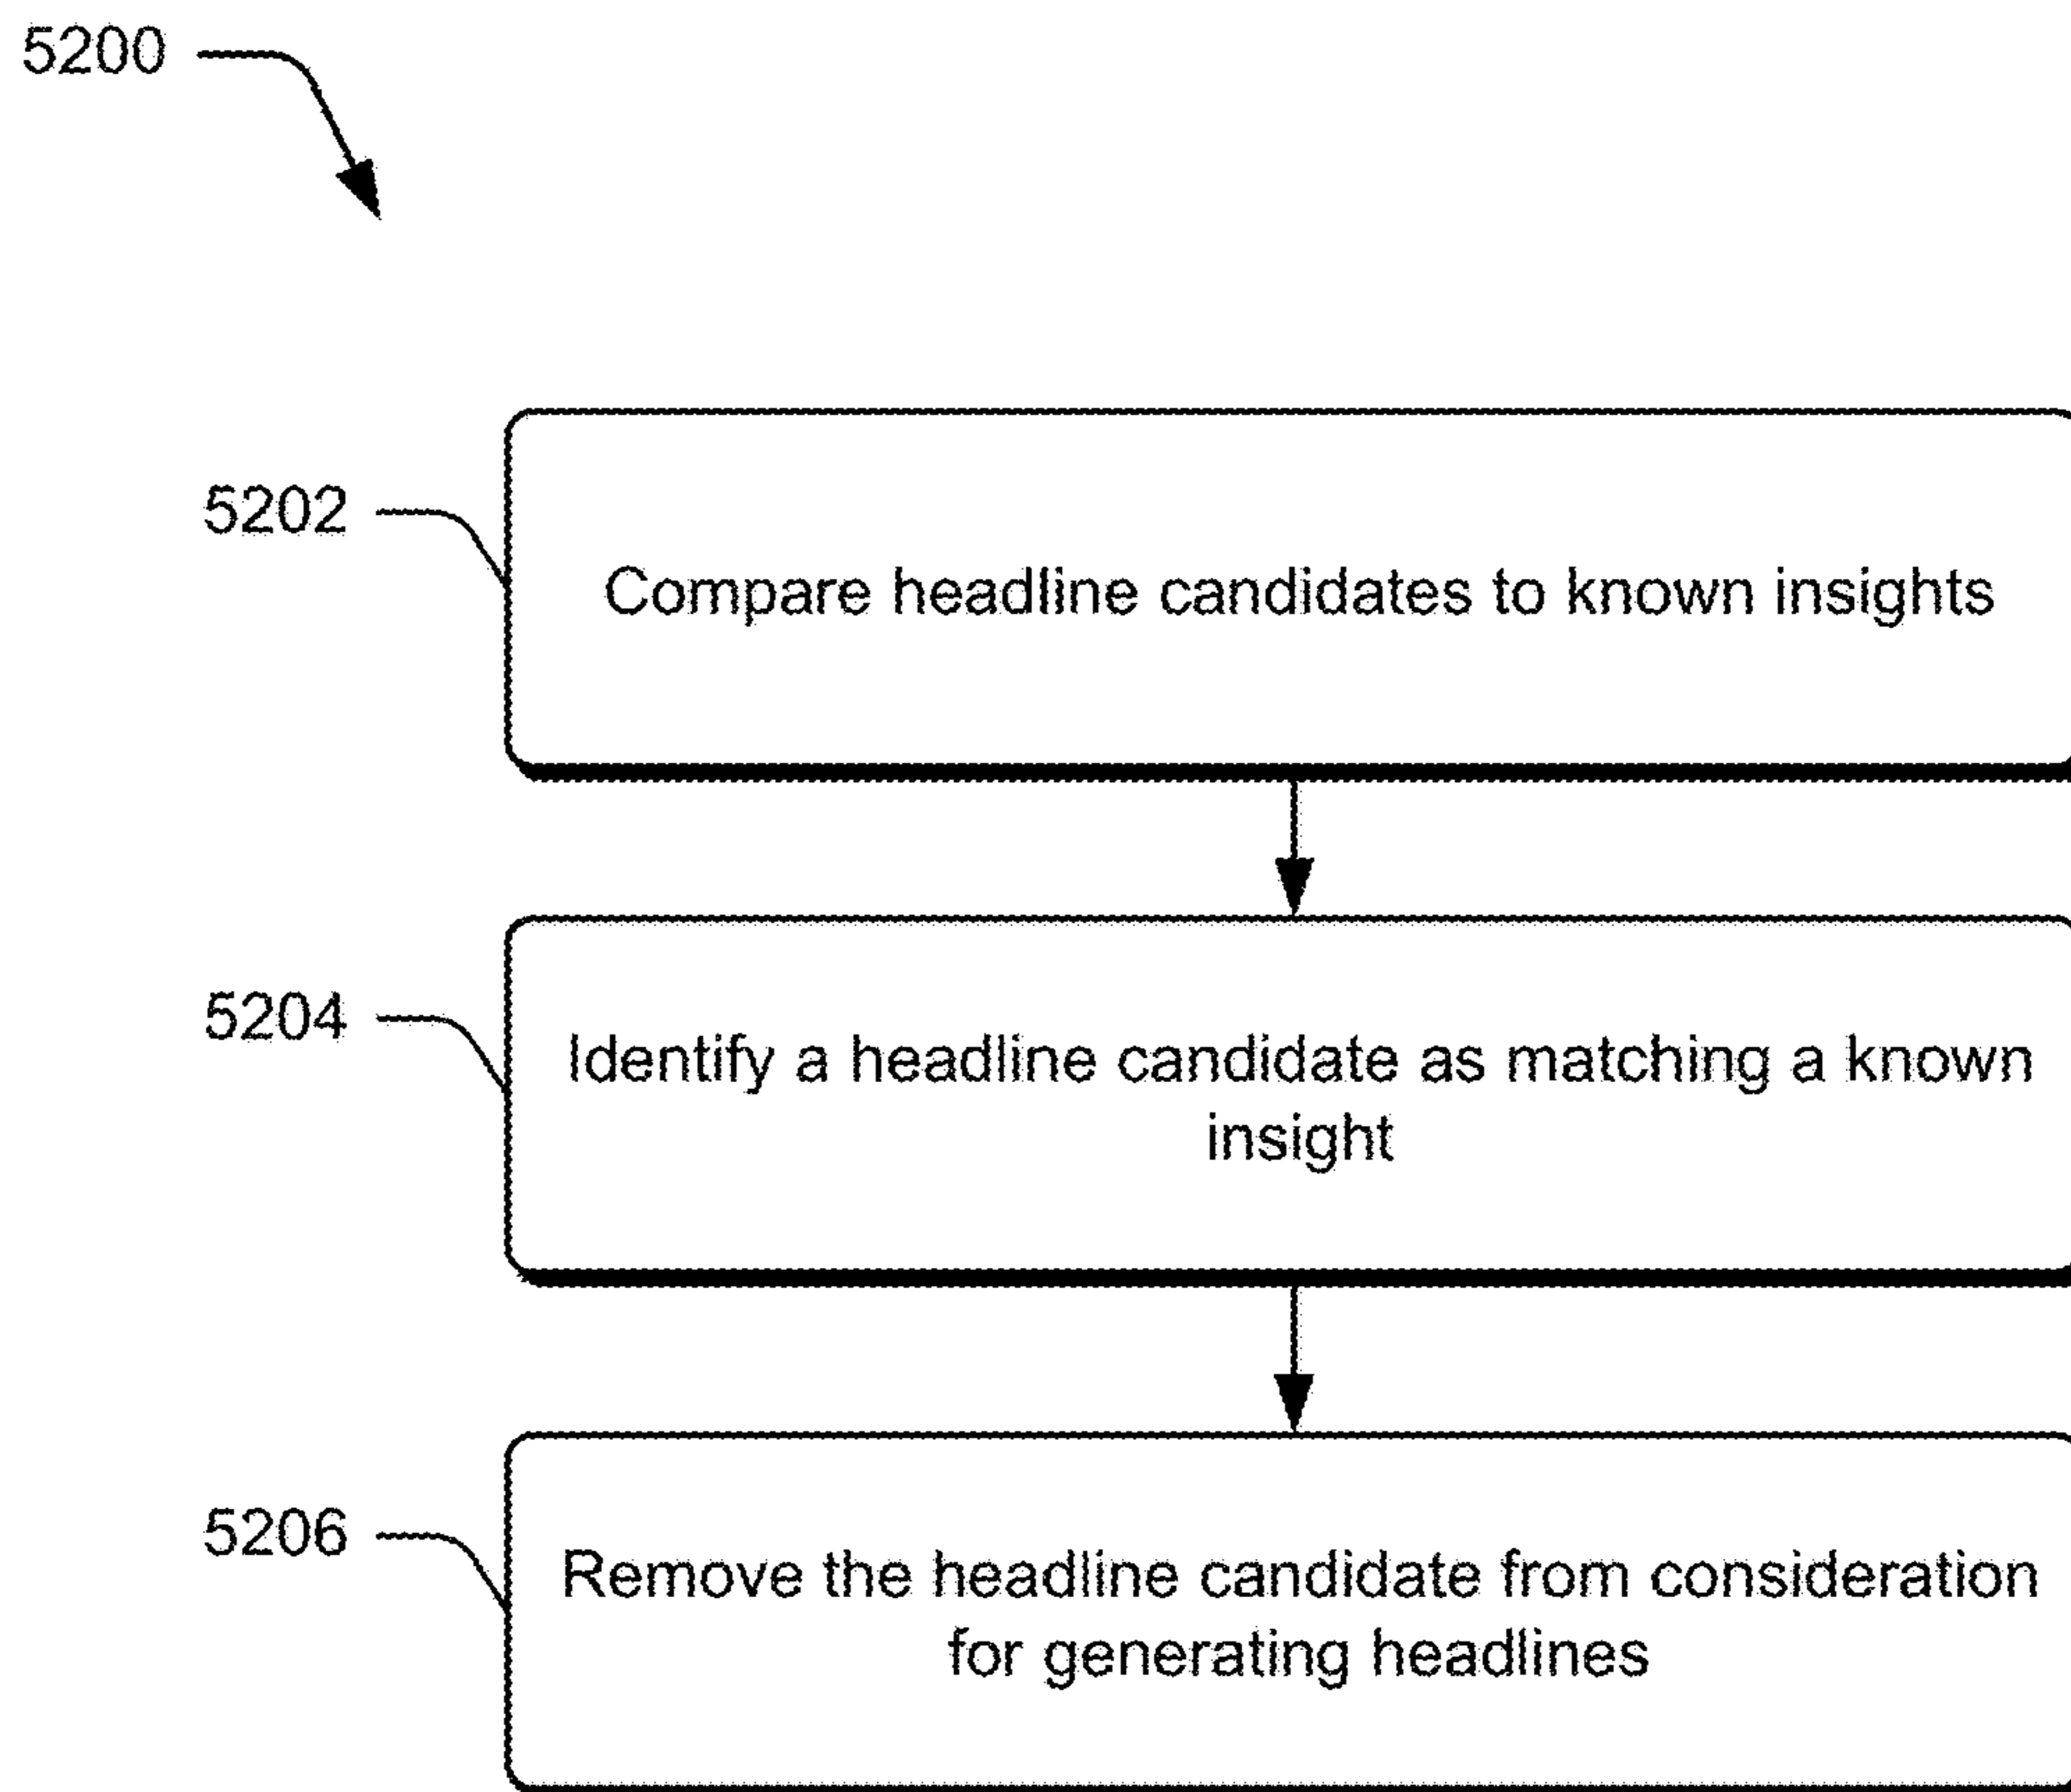 5200
5202
Compare headline candidates to known insights
5204
Identify a headline candidate as matching a known
insight
5206
Remove the headline candidate from consideration
for generating headlines